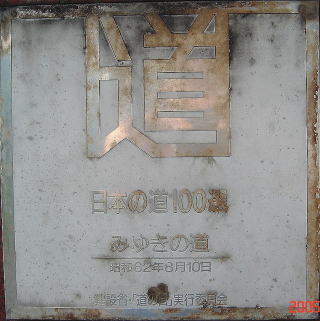 道
日本の道100選
みゆきの道
昭和62年8月10日
建設省・「道の日」実行委員会
2005